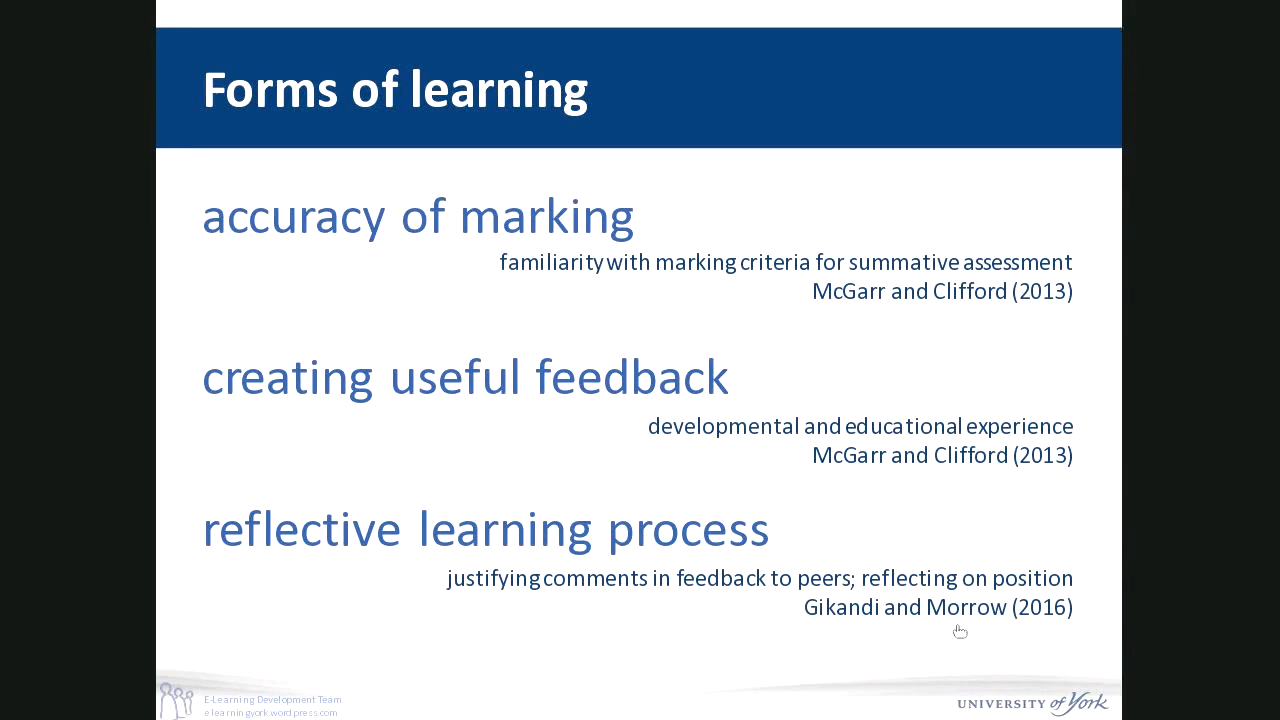 Forms of learning
accuracy of marking
familiarity with marking criteria for summative assessment
McGarr and Clifford (2013)
creating useful feedback
developmental and educational experience
McGarr and Clifford (2013)
reflective learning process
justifying comments in feedback to peers; reflecting on position
Gikandi and Morrow (2016)
E-Learning Development Team
elearningyork.wordpress.com
UNIVERSITY of York